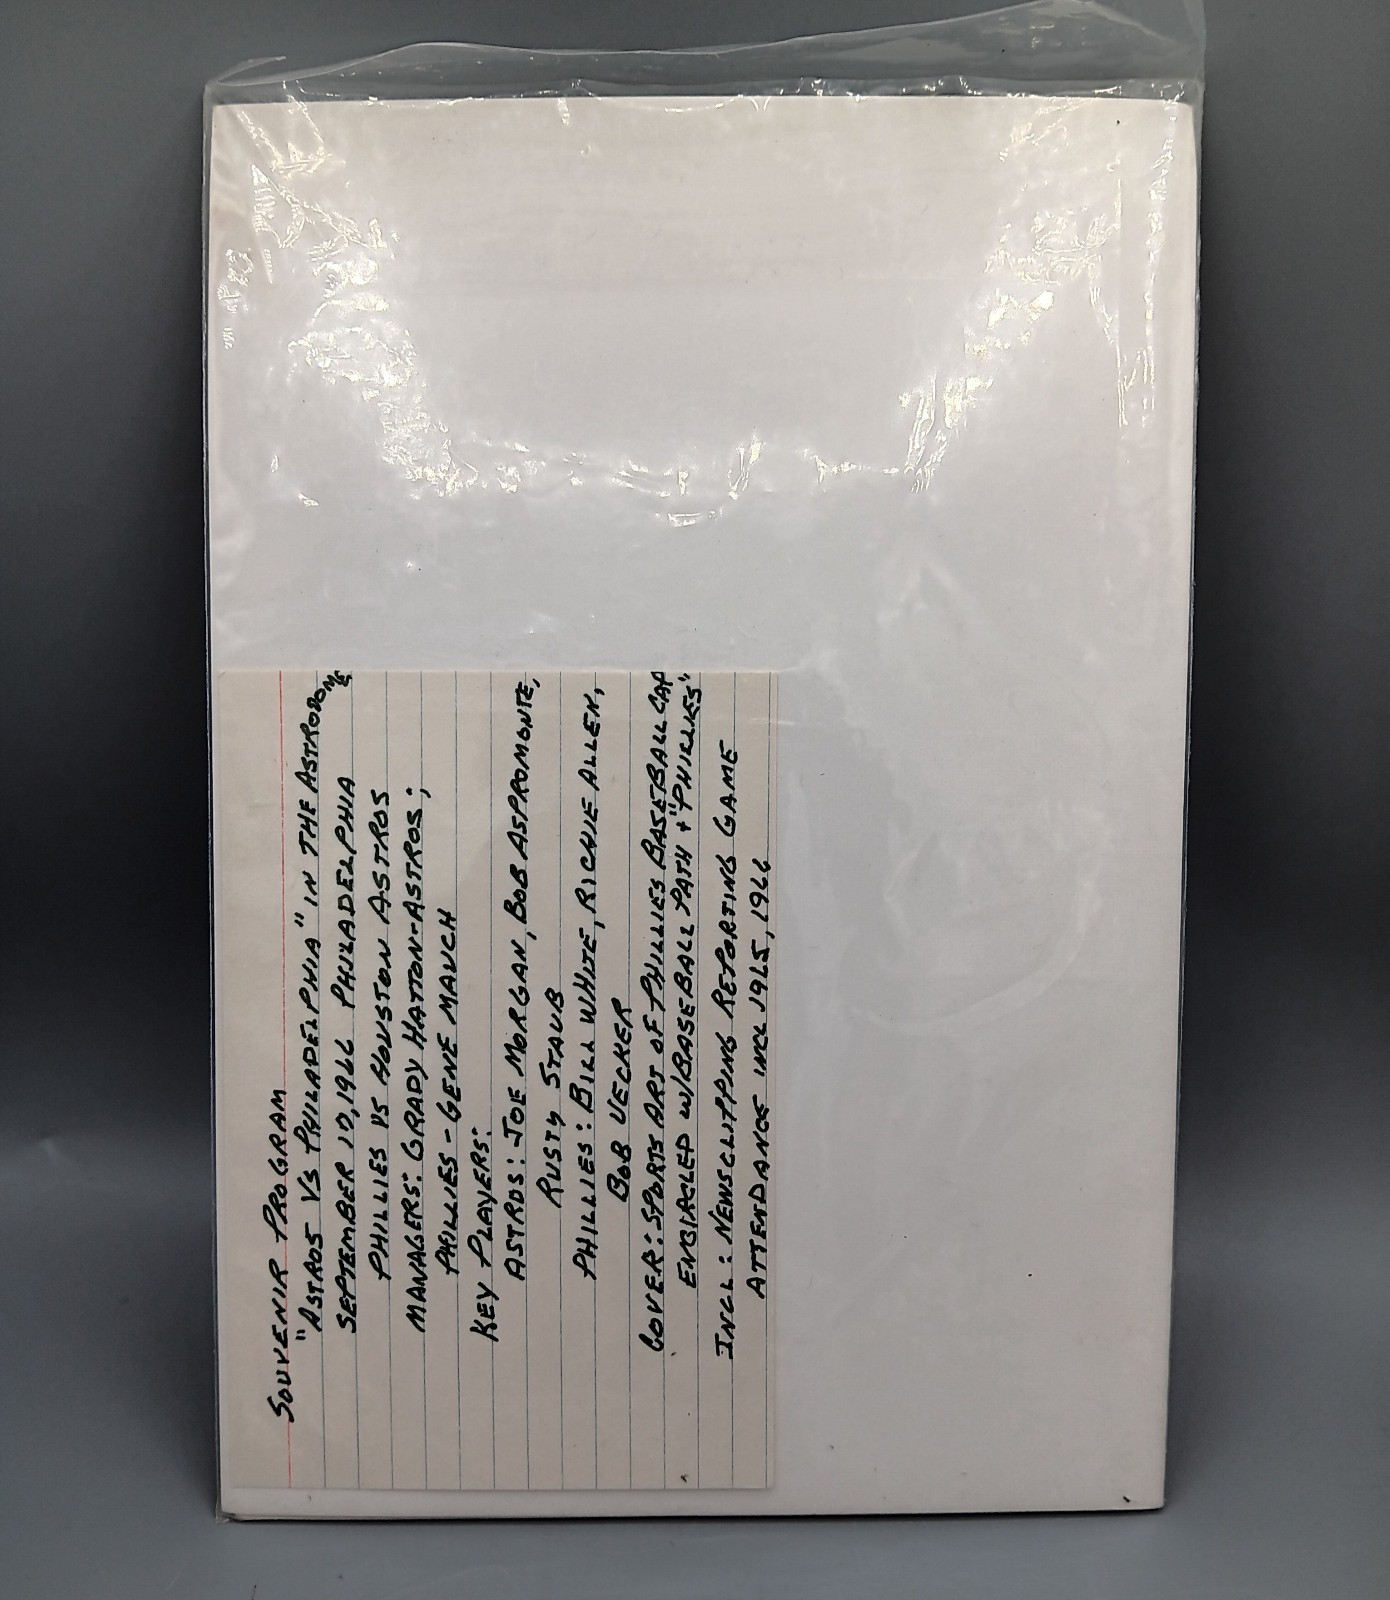 SOUVENIR PROGRAM
"ASTROS VS PHILADELPHIA" IN THE ASTRODOME
SEPTEMBER 10, 1966 PHILADELPHIA
PHILLIES VS HOUSTON ASTROS
MANAGERS: GRADY HATTON-ASTROS;
PHILLIES - GENE MAUCH
KEY PLAYERS:
ASTROS: JOE MORGAN, BOB ASPROMONTE,
RUSTY STAUB
PHILLIES: BILL WHITE, RICHIE ALLEN,
BOB UECKER
COVER: SPORTS ART OF PHILLIES BASEBALL CAP
ENCIRCLED W/BASEBALL PATH + "PHILLIES"
INCL: NEWSCLIPPING REPORTING GAME
ATTENDANCE INCL 1965, 1966